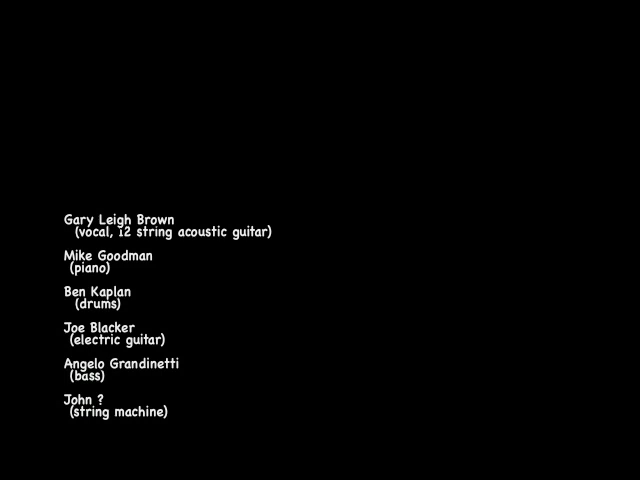 Gary Leigh Brown
(vocal, 12 string acoustic guitar)
Mike Goodman
(piano)
Ben Kaplan
(drums)
Joe Blacker
(electric guitar)
Angelo Grandinetti
(bass)
John ?
(string machine)